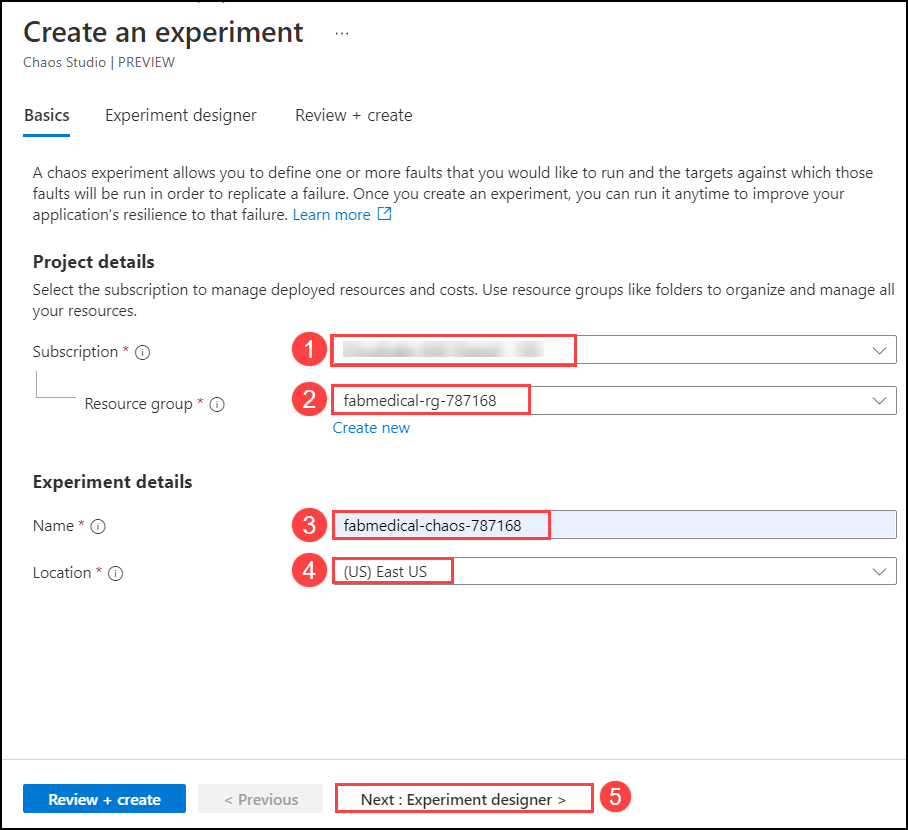 Create an experiment ...
Chaos Studio | PREVIEW
Basics Experiment designer Review + create
A chaos experiment allows you to define one or more faults that you would like to run and the targets against which those
faults will be run in order to replicate a failure. Once you create an experiment, you can run it anytime to improve your
application's resilience to that failure. Learn more
Project details
Select the subscription to manage deployed resources and costs. Use resource groups like folders to organize and manage all
your resources.
Subscription * 1
Resource group * 2 fabmedical-rg-787168
Create new
Experiment details
Name * 3 fabmedical-chaos-787168
Location * 4 (US) East US
Review + create < Previous Next : Experiment designer > 5